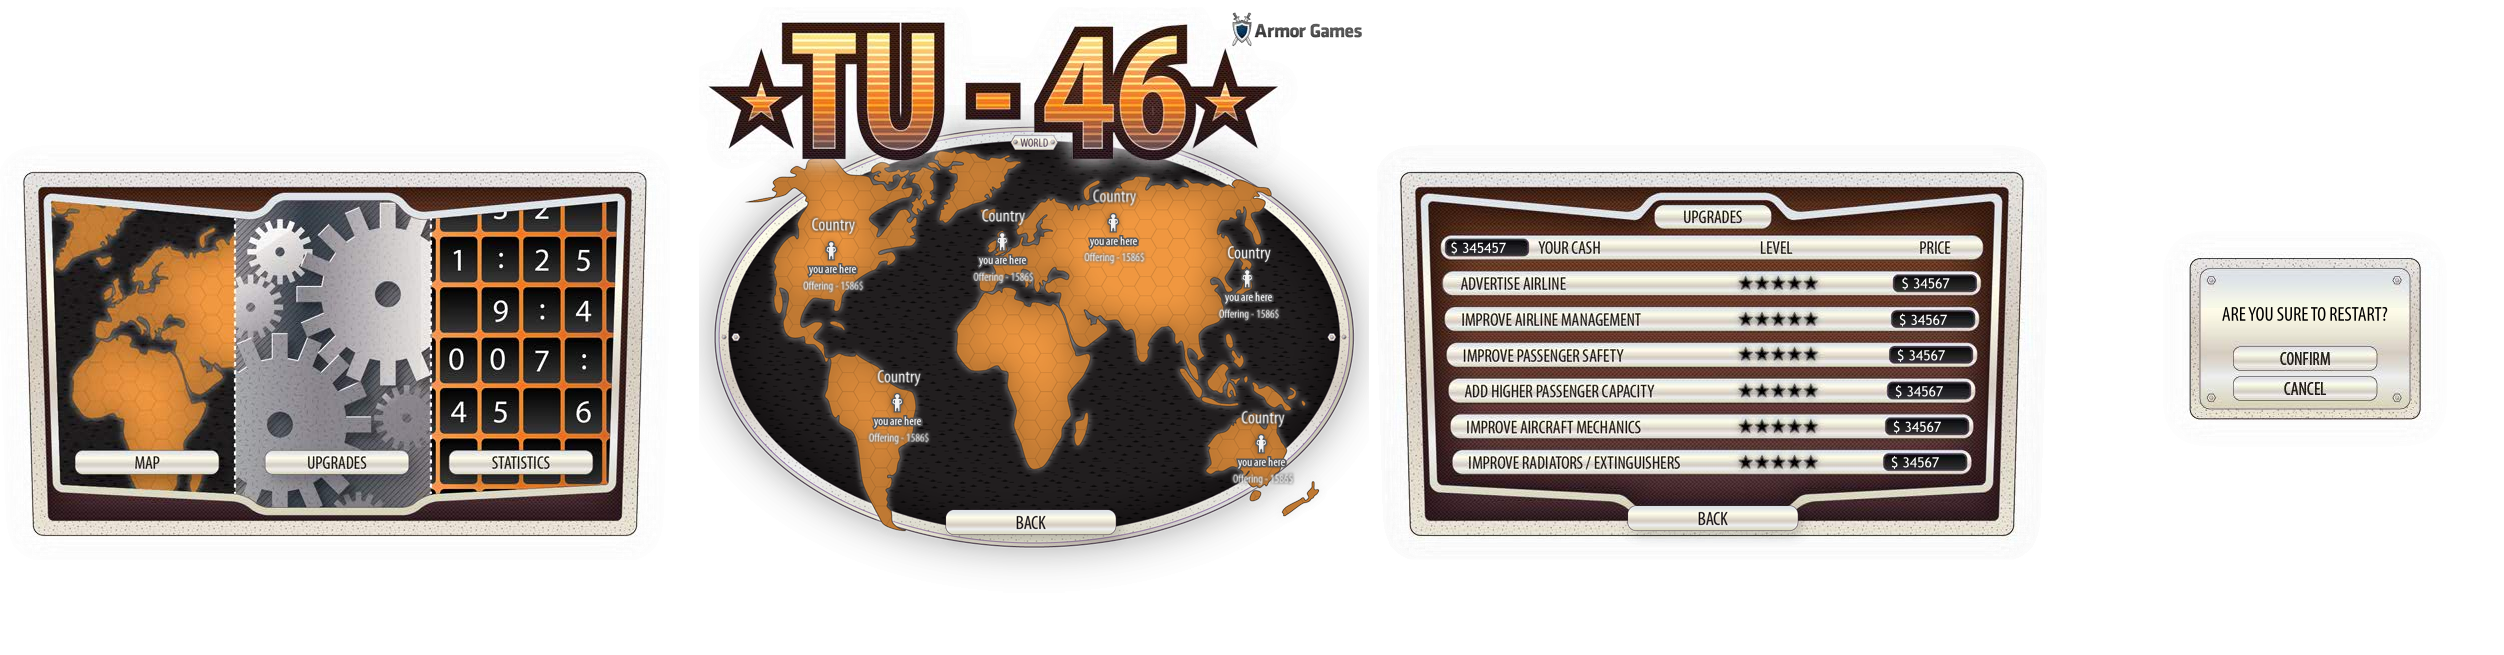 TU-46
Armor Games
3 2
1 : 2 5
9 : 4
0 0 7 :
4 5 6
MAP
UPGRADES
STATISTICS
WORLD
Country
you are here
Offering - 1586$
Country
you are here
Offering - 1586$
Country
you are here
Offering - 1586$
Country
you are here
Offering - 1586$
Country
you are here
Offering - 1586$
Country
you are here
Offering - 1586$
BACK
UPGRADES
$ 345457 YOUR CASH LEVEL PRICE
ADVERTISE AIRLINE ★★★★★ $ 34567
IMPROVE AIRLINE MANAGEMENT ★★★★★ $ 34567
IMPROVE PASSENGER SAFETY ★★★★★ $ 34567
ADD HIGHER PASSENGER CAPACITY ★★★★★ $ 34567
IMPROVE AIRCRAFT MECHANICS ★★★★★ $ 34567
IMPROVE RADIATORS / EXTINGUISHERS ★★★★★ $ 34567
BACK
ARE YOU SURE TO RESTART?
CONFIRM
CANCEL